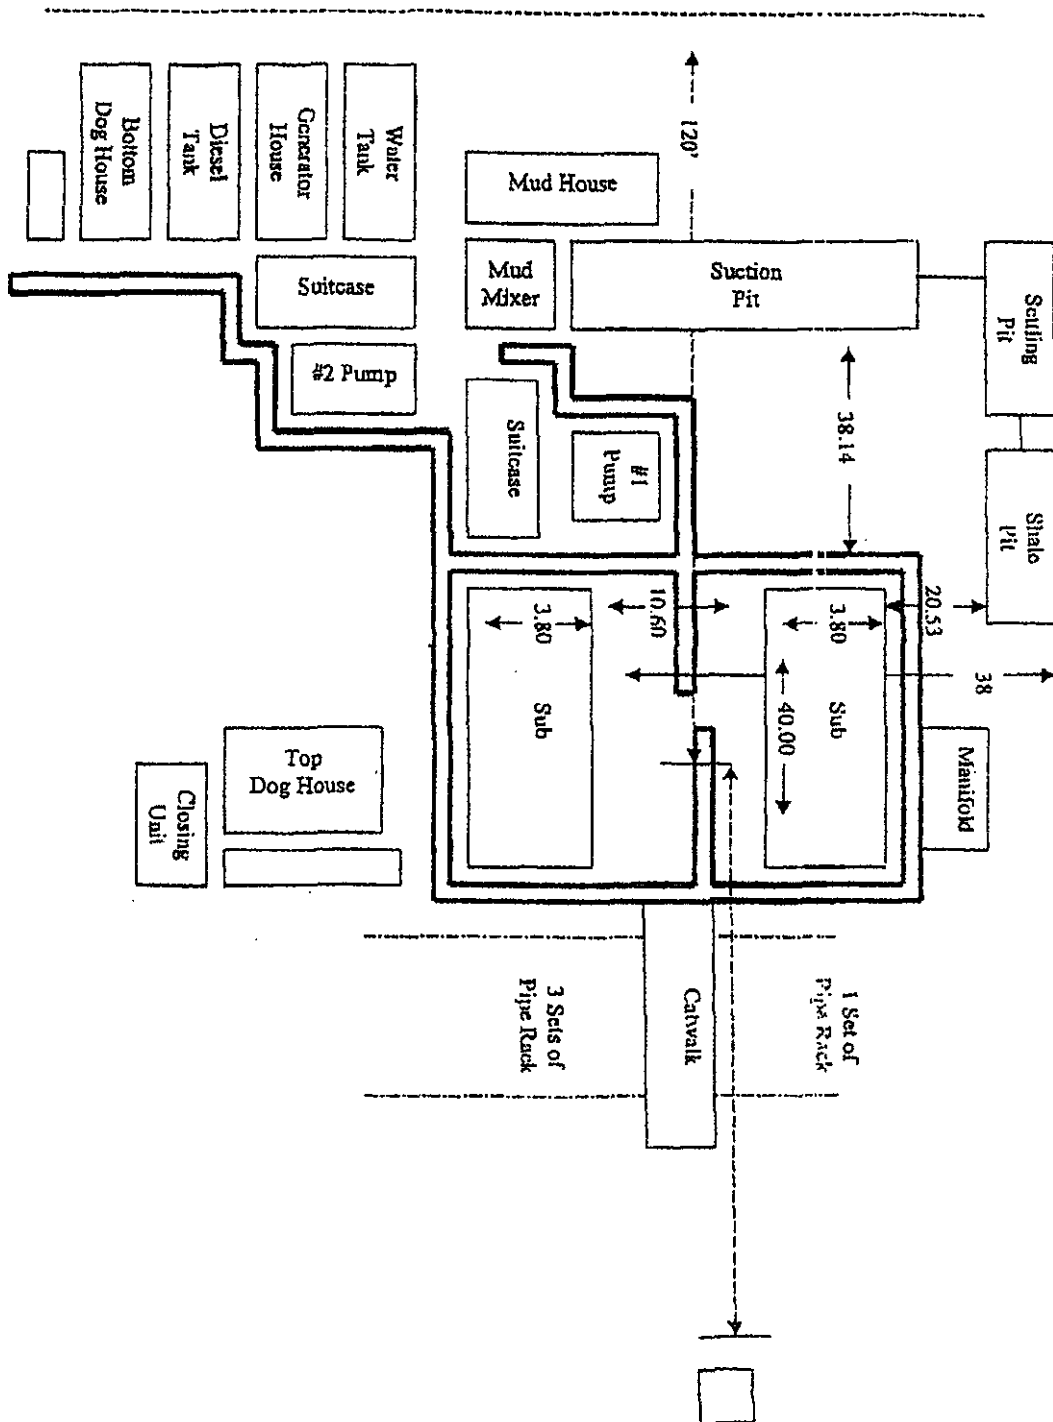 120'
Bottom
Dog House
Diesel
Tank
Generator
House
Water
Tank
Mud House
Suitcase
Mud
Mixer
Suction
Pit
Settling
Pit
#2 Pump
Suitcase
#1
Pump
38.14
Shale
Pit
3.80
10.60
3.80
20.53
38
Sub
40.00
Sub
Top
Dog House
Closing
Unit
Manifold
3 Sets of
Pipe Rack
Catwalk
1 Set of
Pipe Rack